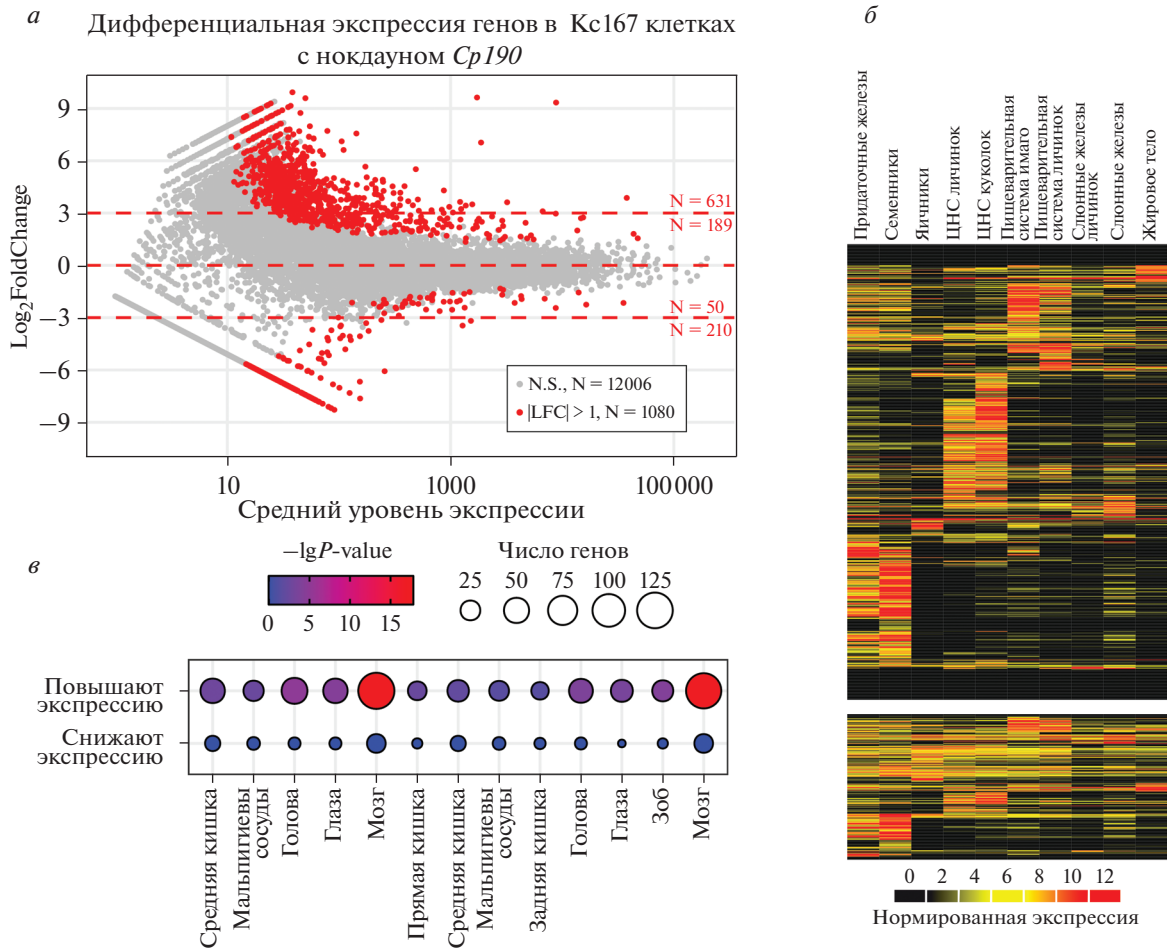 а
Дифференциальная экспрессия генов в Kc167 клетках
с нокдауном Cp190
Log2FoldChange
9
6
3
0
−3
−6
−9
N = 631
N = 189
N = 50
N = 210
N.S., N = 12006
|LFC| > 1, N = 1080
10
1000
100 000
Средний уровень экспрессии
б
Придаточные железы
Семенники
Яичники
ЦНС личинок
ЦНС куколок
Пищеварительная
система имаго
Пищеварительная
система личинок
Слюнные железы
личинок
Слюнные железы
Жировое тело
0 2 4 6 8 10 12
Нормированная экспрессия
в
−lgP-value
0 5 10 15
Число генов
25 50 75 100 125
Повышают
экспрессию
Снижают
экспрессию
Средняя кишка
Мальпигиевы
сосуды
Голова
Глаза
Мозг
Прямая кишка
Средняя кишка
Мальпигиевы
сосуды
Задняя кишка
Голова
Глаза
Зоб
Мозг